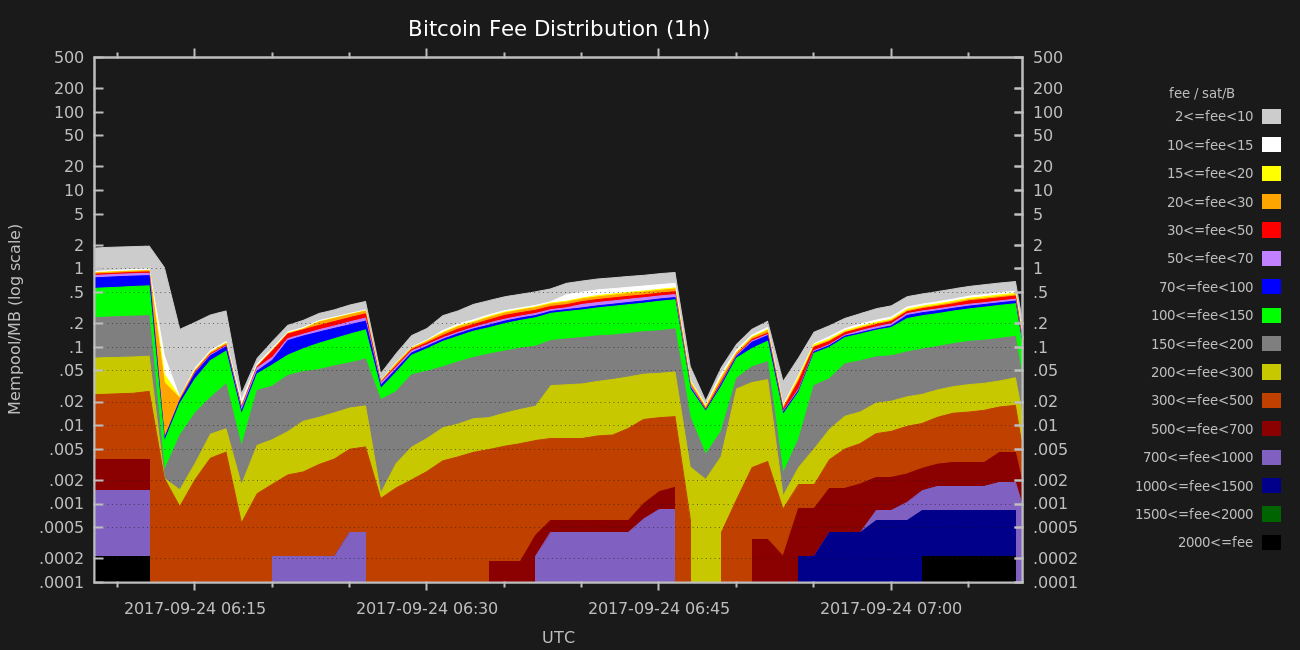 Bitcoin Fee Distribution (1h)
Mempool/MB (log scale)
500
200
100
50
20
10
5
2
1
.5
.2
.1
.05
.02
.01
.005
.002
.001
.0005
.0002
.0001
500
200
100
50
20
10
5
2
1
.5
.2
.1
.05
.02
.01
.005
.002
.001
.0005
.0002
.0001
2017-09-24 06:15
2017-09-24 06:30
2017-09-24 06:45
2017-09-24 07:00
UTC
fee / sat/B
2<=fee<10
10<=fee<15
15<=fee<20
20<=fee<30
30<=fee<50
50<=fee<70
70<=fee<100
100<=fee<150
150<=fee<200
200<=fee<300
300<=fee<500
500<=fee<700
700<=fee<1000
1000<=fee<1500
1500<=fee<2000
2000<=fee